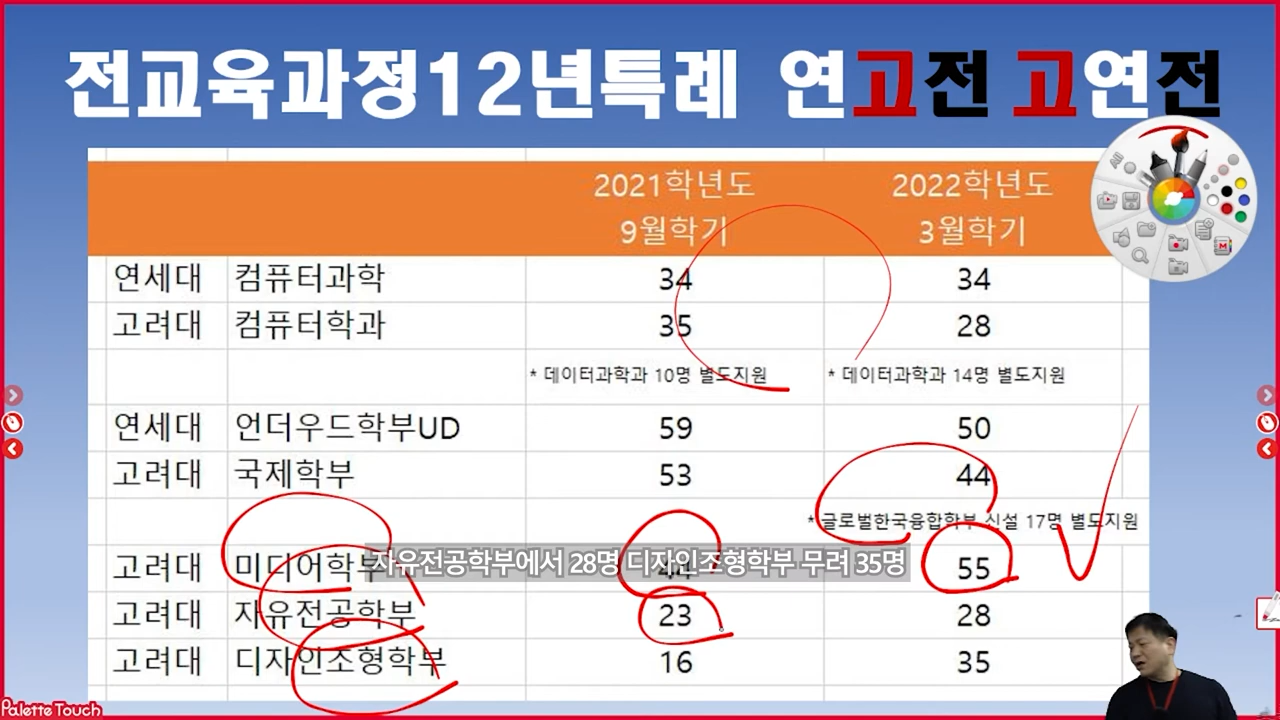 전교육과정12년특례 연고전 고연전
2021학년도 9월학기 2022학년도 3월학기
연세대 컴퓨터과학 34 34
고려대 컴퓨터학과 35 28
* 데이터과학과 10명 별도지원 * 데이터과학과 14명 별도지원
연세대 언더우드학부UD 59 50
고려대 국제학부 53 44
* 글로벌한국융합학부 신설 17명 별도지원
고려대 미디어학부 44 55
자유전공학부에서 28명 디자인조형학부 무려 35명
고려대 자유전공학부 23 28
고려대 디자인조형학부 16 35
Palette Touch